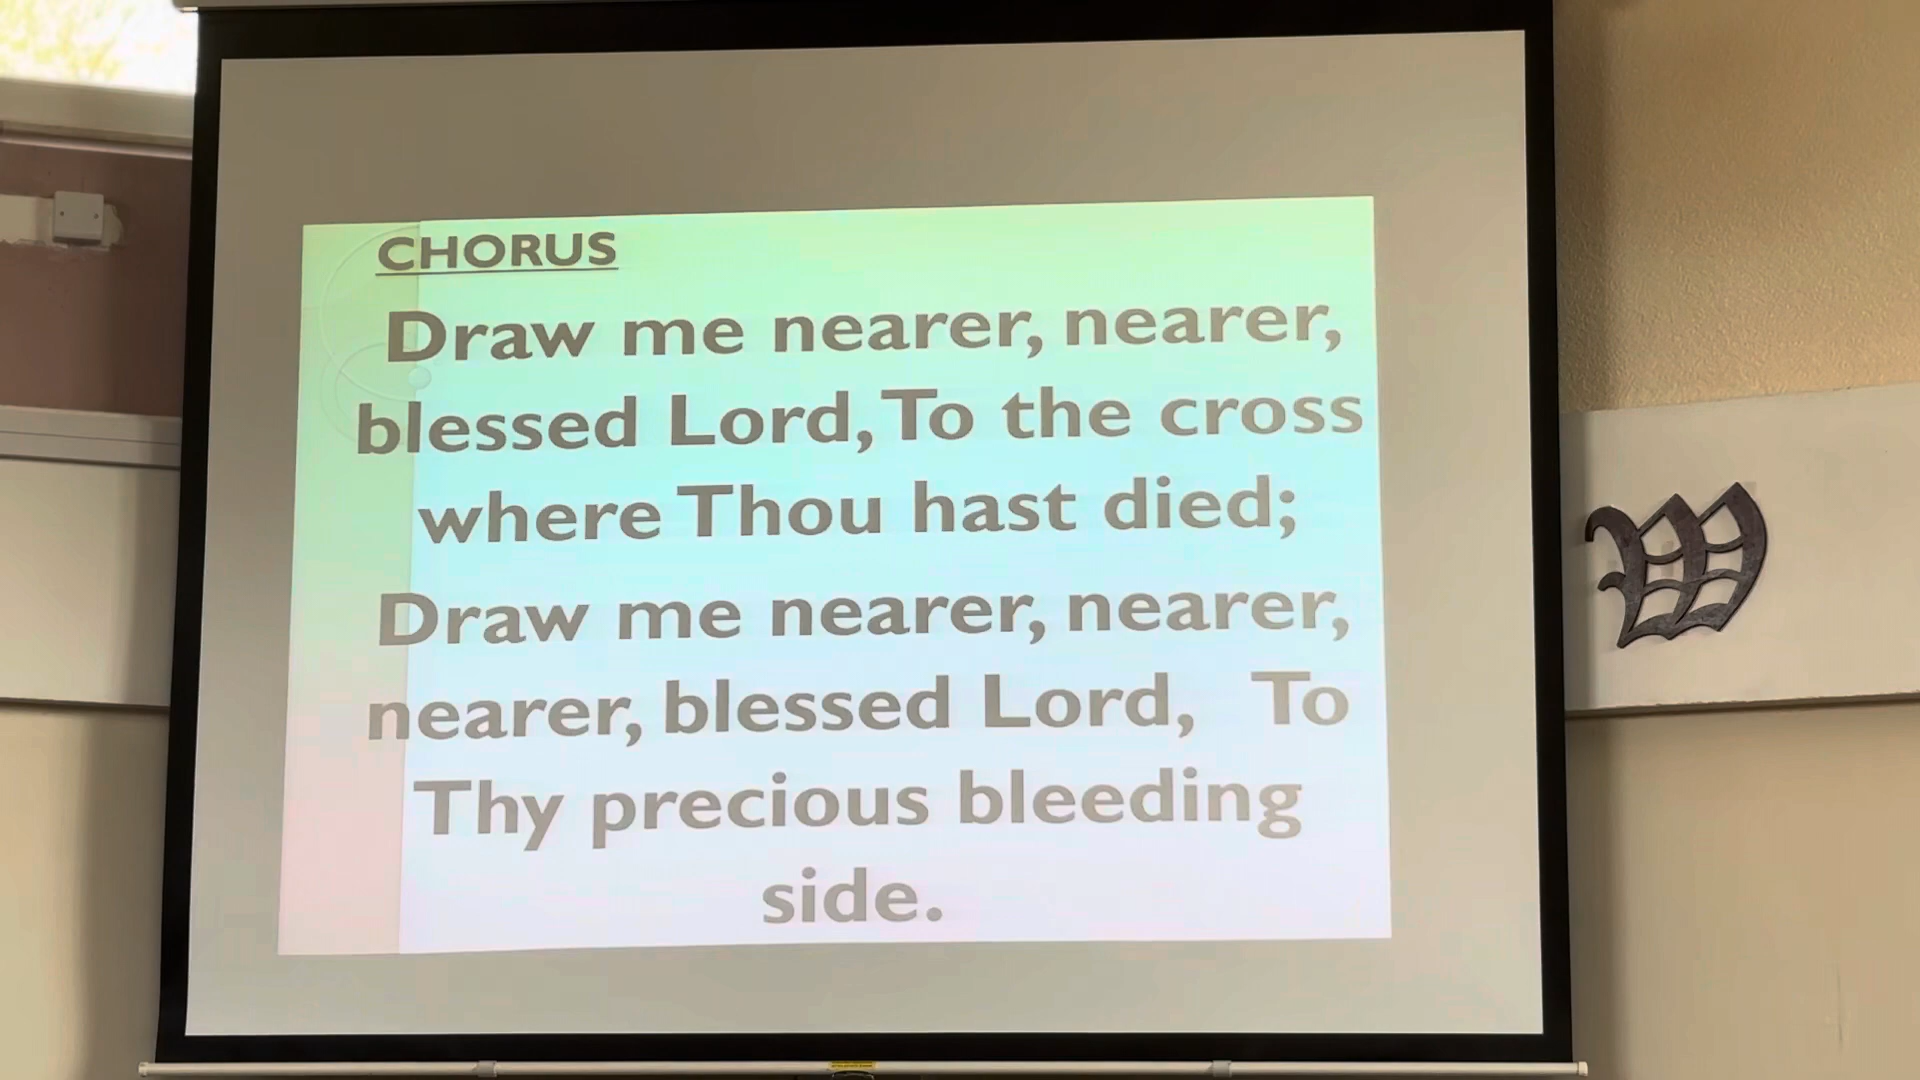 CHORUS
Draw me nearer, nearer,
blessed Lord, To the cross
where Thou hast died;
Draw me nearer, nearer,
nearer, blessed Lord, To
Thy precious bleeding
side.
W